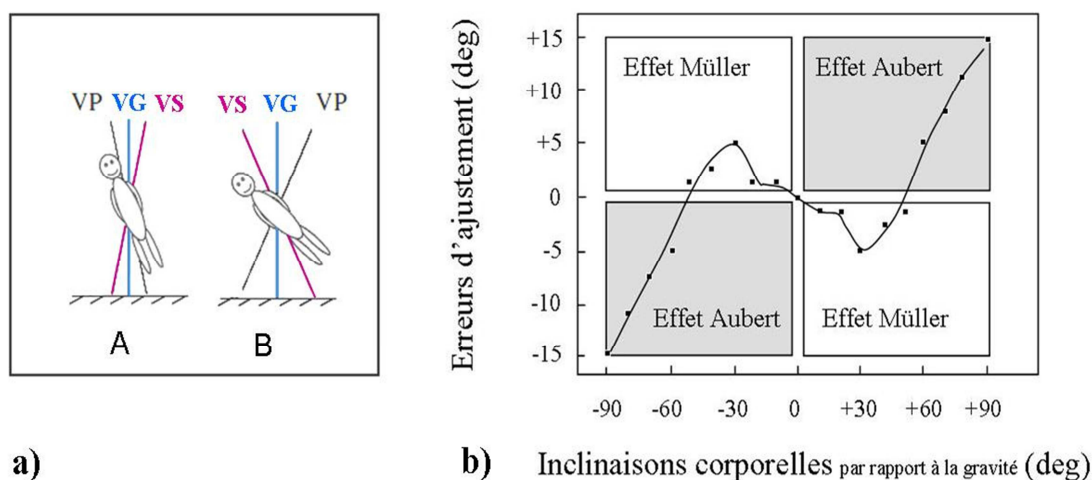 VP VG VS
VS VG VP
A
B
a)
Erreurs d'ajustement (deg)
+15
+10
+5
0
-5
-10
-15
Effet Müller
Effet Aubert
Effet Aubert
Effet Müller
-90 -60 -30 0 +30 +60 +90
b)
Inclinaisons corporelles par rapport à la gravité (deg)